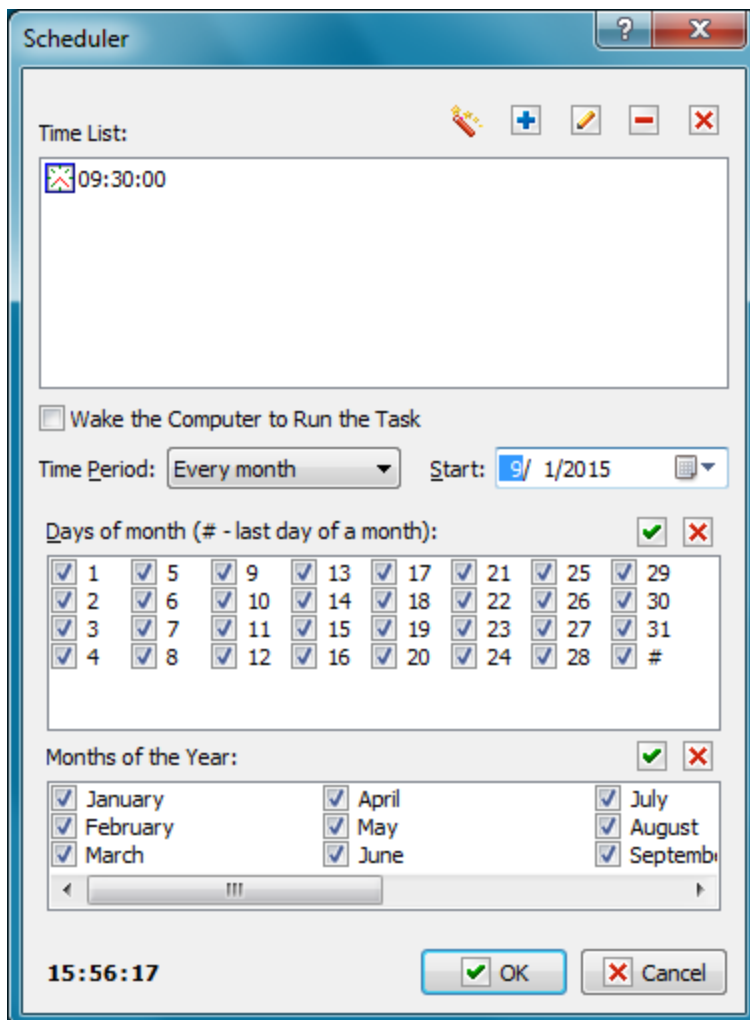 Scheduler
?
Time List:
09:30:00
Wake the Computer to Run the Task
Time Period: Every month Start: 9/ 1/2015
Days of month (# - last day of a month):
1 5 9 13 17 21 25 29
2 6 10 14 18 22 26 30
3 7 11 15 19 23 27 31
4 8 12 16 20 24 28 #
Months of the Year:
January April July
February May August
March June Septembe
15:56:17 OK Cancel